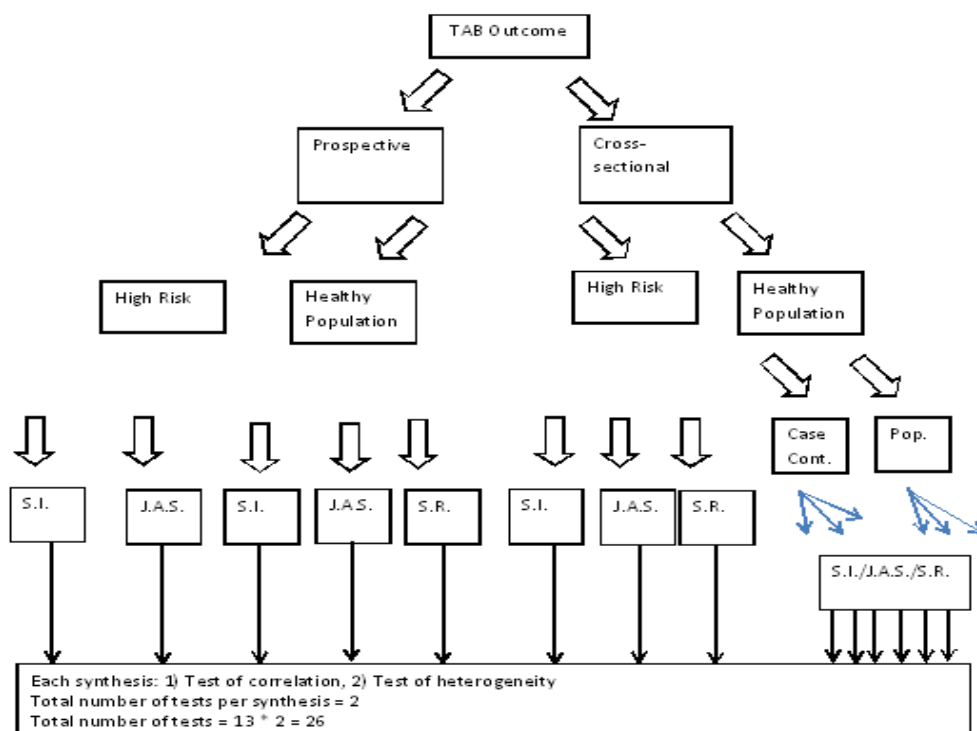 TAB Outcome
Prospective
Cross-
sectional
High Risk
Healthy
Population
High Risk
Healthy
Population
Case
Cont.
Pop.
S.I.
J.A.S.
S.I.
J.A.S.
S.R.
S.I.
J.A.S.
S.R.
S.I./J.A.S./S.R.
Each synthesis: 1) Test of correlation, 2) Test of heterogeneity
Total number of tests per synthesis = 2
Total number of tests = 13 * 2 = 26